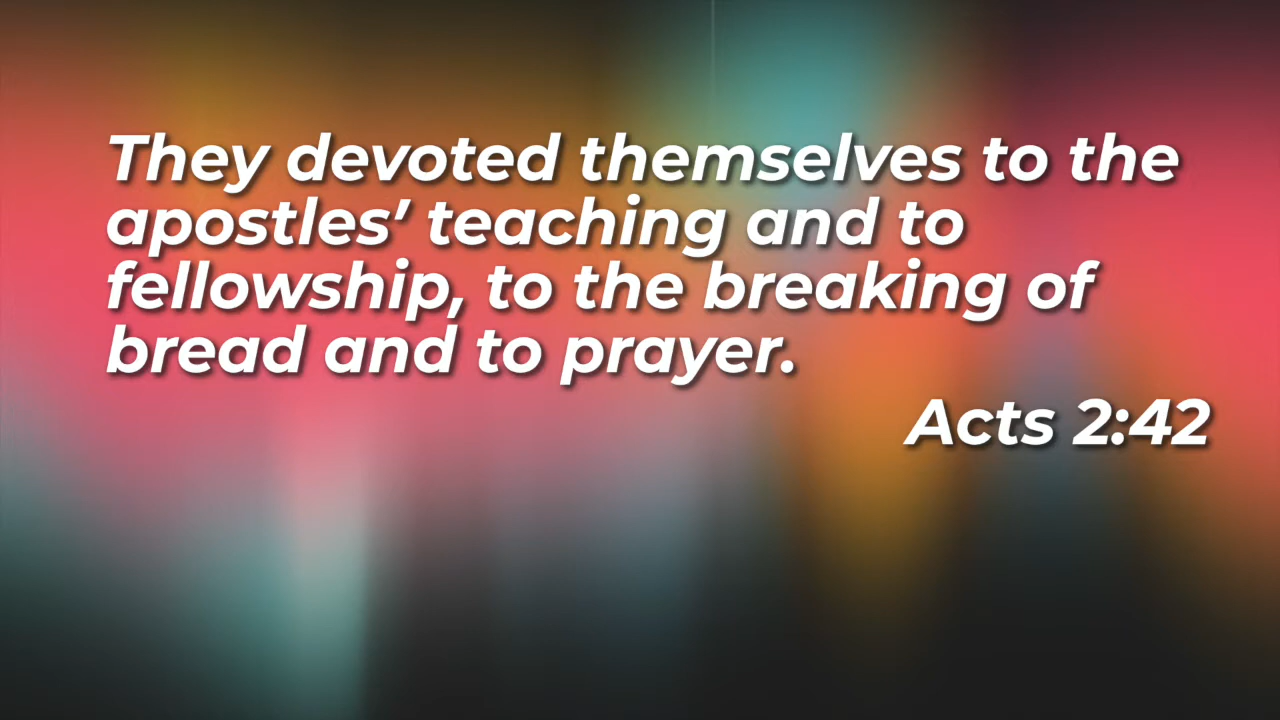 They devoted themselves to the
apostles’ teaching and to
fellowship, to the breaking of
bread and to prayer.
Acts 2:42